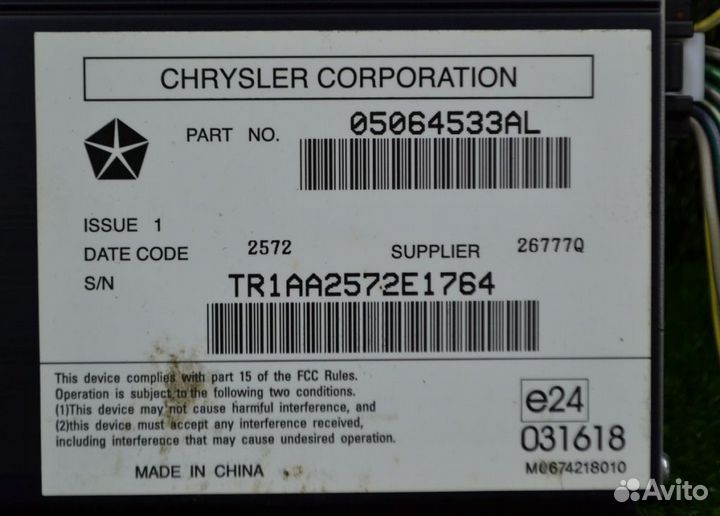 CHRYSLER CORPORATION
PART NO. 05064533AL
ISSUE 1
DATE CODE 2572 SUPPLIER 26777Q
S/N TR1AA2572E1764
This device complies with part 15 of the FCC Rules.
Operation is subject to the following two conditions.
(1)This device may not cause harmful interference, and
(2)this device must accept any interference received,
including interference that may cause undesired operation.
MADE IN CHINA
e24
031618
MC674218010
Avito